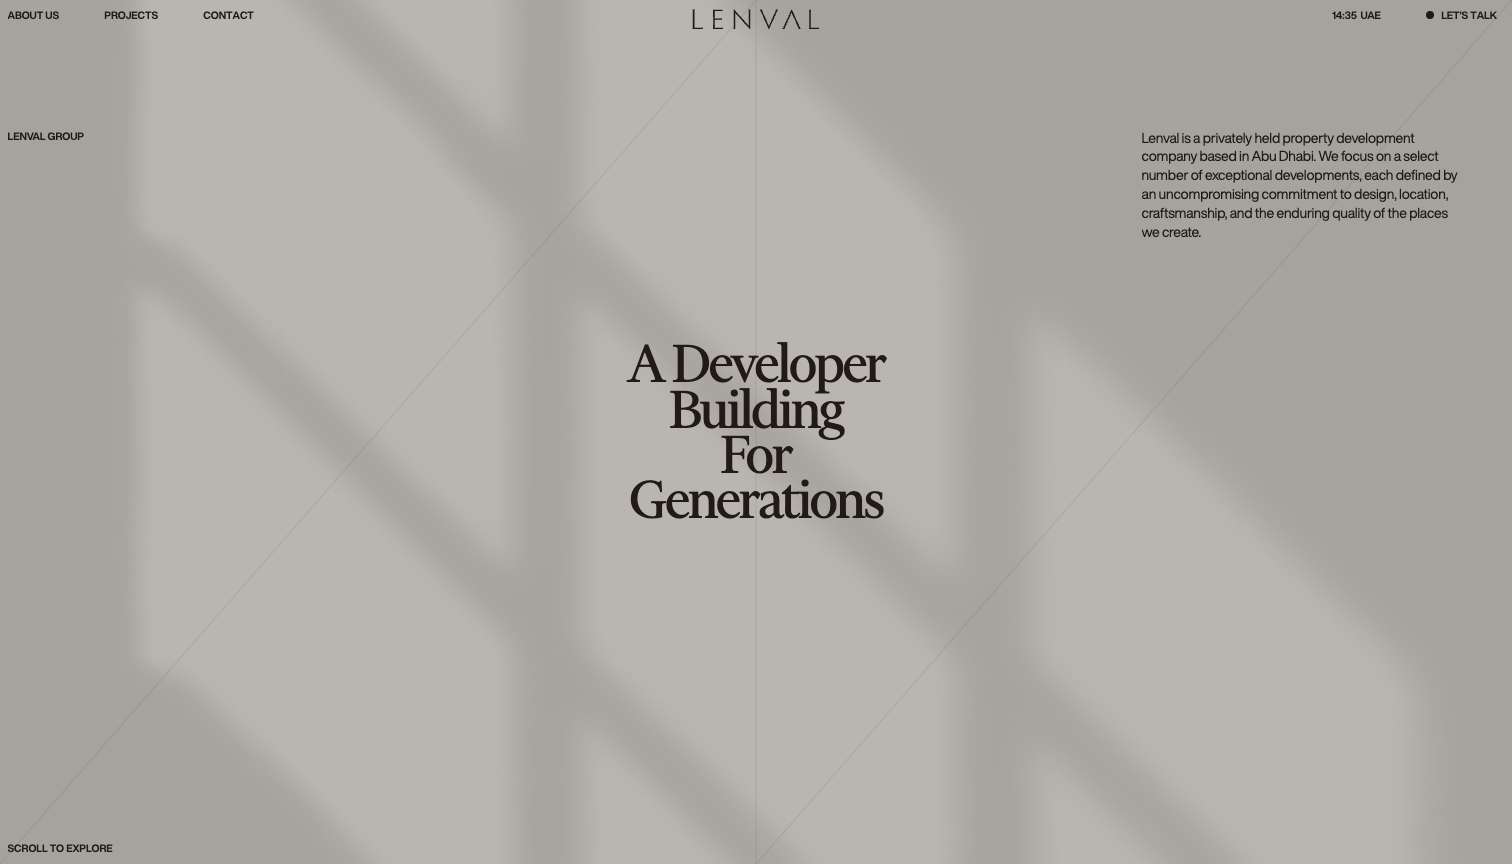 ABOUT US
PROJECTS
CONTACT
LENVAL
14:35 UAE
LET'S TALK
LENVAL GROUP
Lenval is a privately held property development
company based in Abu Dhabi. We focus on a select
number of exceptional developments, each defined by
an uncompromising commitment to design, location,
craftsmanship, and the enduring quality of the places
we create.
A Developer
Building
For
Generations
SCROLL TO EXPLORE